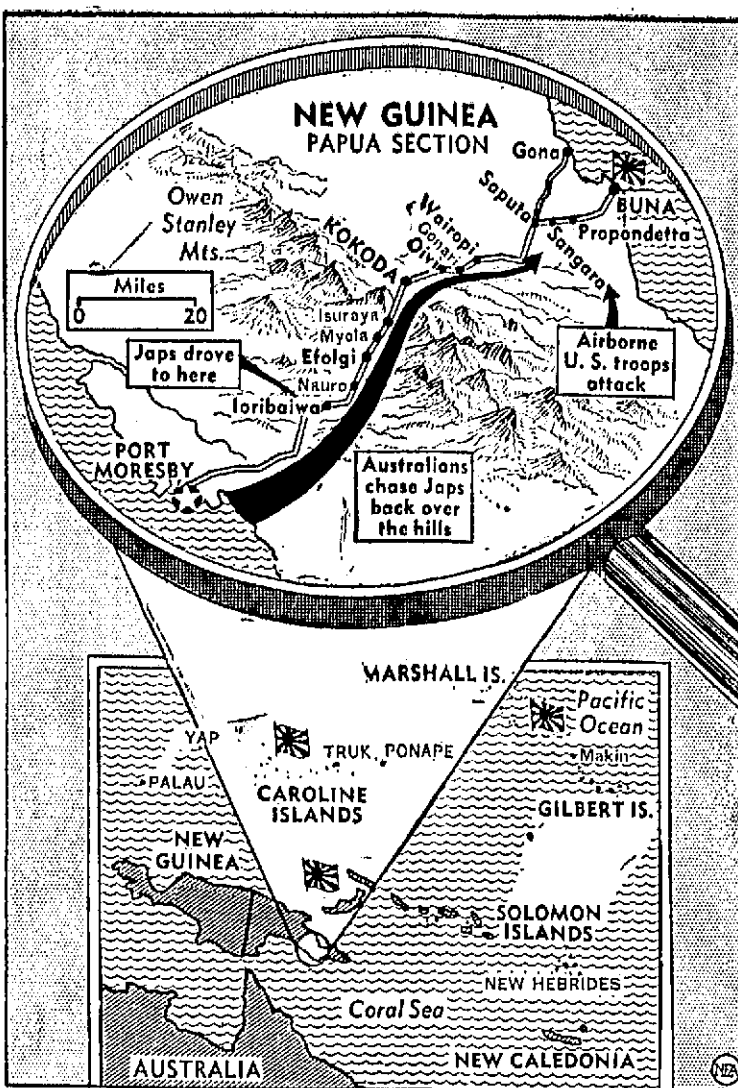 NEW GUINEA
PAPUA SECTION
Gona
BUNA
Saputa
Propondetta
Sangara
Wairopi
Gonari
Oivi
KOKODA
Owen
Stanley
Mts.
Miles
0 20
Isuraya
Myola
Efolgi
Nauro
Ioribaiwa
Japs drove
to here
Airborne
U. S. troops
attack
PORT
MORESBY
Australians
chase Japs
back over
the hills
MARSHALL IS.
Pacific
Ocean
YAP
TRUK
PONAPE
Makin
PALAU
CAROLINE
ISLANDS
GILBERT IS.
NEW
GUINEA
SOLOMON
ISLANDS
NEW HEBRIDES
Coral Sea
AUSTRALIA
NEW CALEDONIA
NEA